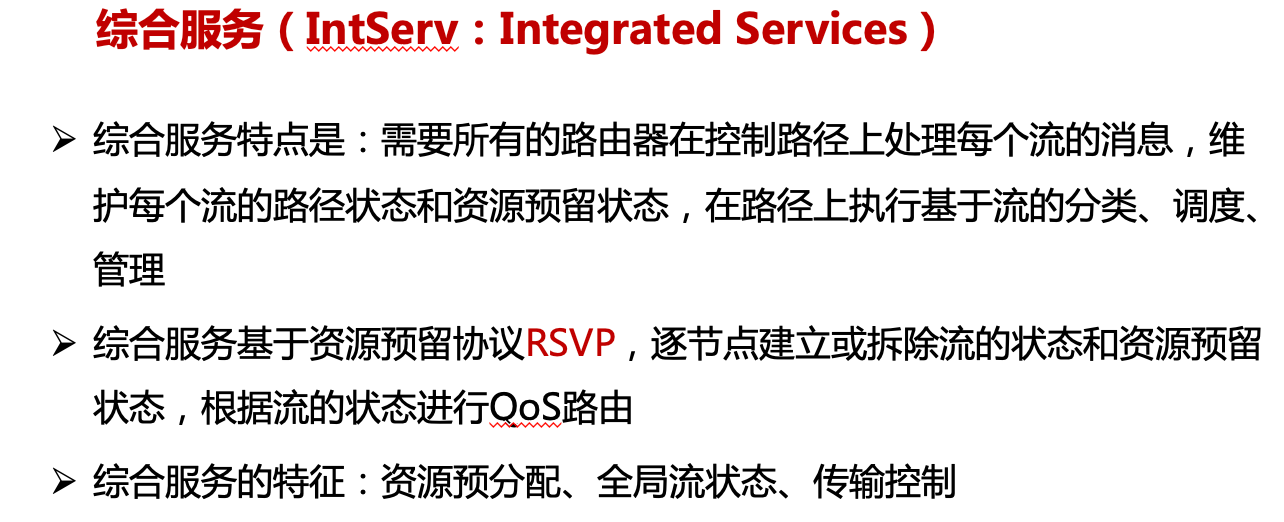 综合服务（IntServ：Integrated Services）
综合服务特点是：需要所有的路由器在控制路径上处理每个流的消息，维
护每个流的路径状态和资源预留状态，在路径上执行基于流的分类、调度、
管理
综合服务基于资源预留协议RSVP，逐节点建立或拆除流的状态和资源预留
状态，根据流的状态进行QoS路由
综合服务的特征：资源预分配、全局流状态、传输控制